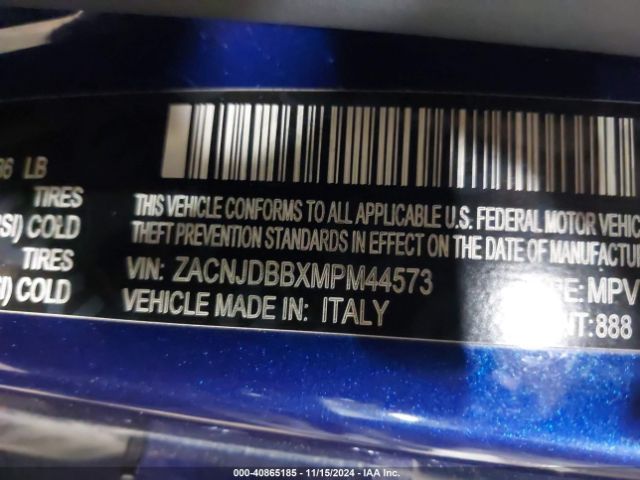 LB
TIRES
COLD
COLD
THIS VEHICLE CONFORMS TO ALL APPLICABLE U.S. FEDERAL MOTOR VEHIC
THEFT PREVENTION STANDARDS IN EFFECT ON THE DATE OF MANUFACTUR
VIN: ZACNJDBBXMPM44573
MPV
VEHICLE MADE IN: ITALY
NT:888
TIRES
000-40865185 - 11/15/2024 - IAA Inc.